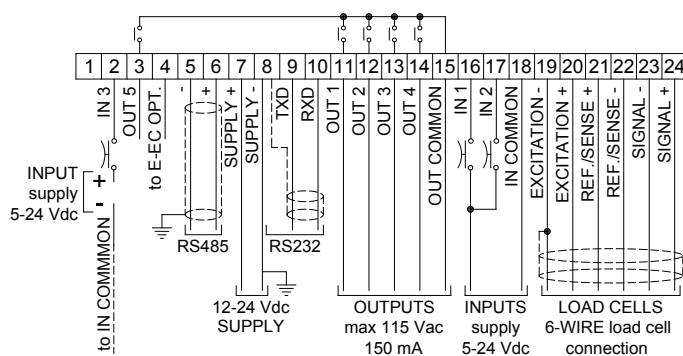 1 2 3 4 5 6 7 8 9 10 11 12 13 14 15 16 17 18 19 20 21 22 23 24
IN 3
OUT 5
to E-EC OPT.
-
+
SUPPLY +
SUPPLY -
TXD
RXD
OUT 1
OUT 2
OUT 3
OUT 4
OUT COMMON
IN 1
IN 2
IN COMMON
EXCITATION -
EXCITATION +
REF./SENSE +
REF./SENSE -
SIGNAL -
SIGNAL +
INPUT
supply
5-24 Vdc
+
-
to IN COMMMON
RS485
RS232
12-24 Vdc
SUPPLY
OUTPUTS
max 115 Vac
150 mA
INPUTS
supply
5-24 Vdc
LOAD CELLS
6-WIRE load cell
connection